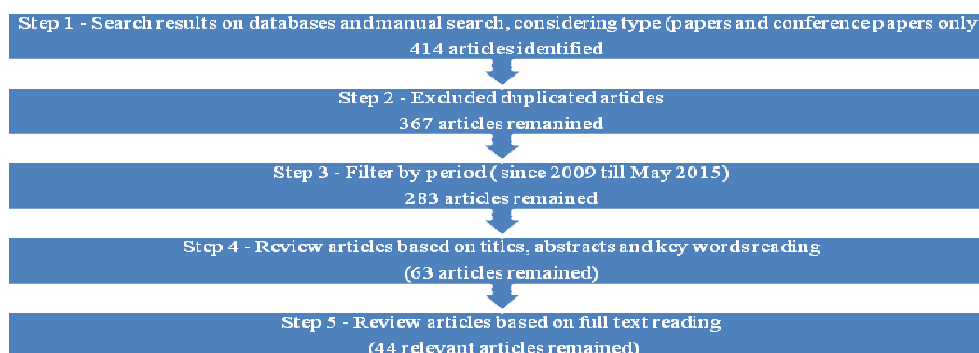 Step 1 - Search results on databases and manual search, considering type (papers and conference papers only
414 articles identified
Step 2 - Excluded duplicated articles
367 articles remanined
Step 3 - Filter by period ( since 2009 till May 2015)
283 articles remained
Step 4 - Review articles based on titles, abstracts and key words reading
(63 articles remained)
Step 5 - Review articles based on full text reading
(44 relevant articles remained)